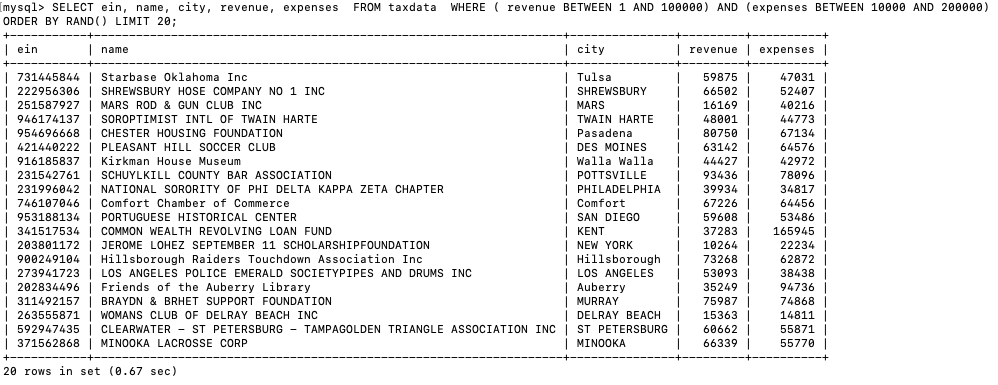 [mysql> SELECT ein, name, city, revenue, expenses  FROM taxdata  WHERE ( revenue BETWEEN 1 AND 100000) AND (expenses BETWEEN 10000 AND 200000)
ORDER BY RAND() LIMIT 20;
+-----------+--------------------------------------------------------------------+---------------+---------+----------+
| ein       | name                                                               | city          | revenue | expenses |
+-----------+--------------------------------------------------------------------+---------------+---------+----------+
| 731445844 | Starbase Oklahoma Inc                                              | Tulsa         |   59875 |    47031 |
| 222956306 | SHREWSBURY HOSE COMPANY NO 1 INC                                   | SHREWSBURY    |   66502 |    52407 |
| 251587927 | MARS ROD & GUN CLUB INC                                            | MARS          |   16169 |    40216 |
| 946174137 | SOROPTIMIST INTL OF TWAIN HARTE                                    | TWAIN HARTE   |   48001 |    44773 |
| 954696668 | CHESTER HOUSING FOUNDATION                                         | Pasadena      |   80750 |    67134 |
| 421440222 | PLEASANT HILL SOCCER CLUB                                          | DES MOINES    |   63142 |    64576 |
| 916185837 | Kirkman House Museum                                               | Walla Walla   |   44427 |    42972 |
| 231542761 | SCHUYLKILL COUNTY BAR ASSOCIATION                                  | POTTSVILLE    |   93436 |    78096 |
| 231996042 | NATIONAL SORORITY OF PHI DELTA KAPPA ZETA CHAPTER                  | PHILADELPHIA  |   39934 |    34817 |
| 746107046 | Comfort Chamber of Commerce                                        | Comfort       |   67226 |    64456 |
| 953188134 | PORTUGUESE HISTORICAL CENTER                                       | SAN DIEGO     |   59608 |    53486 |
| 341517534 | COMMON WEALTH REVOLVING LOAN FUND                                  | KENT          |   37283 |   165945 |
| 203801172 | JEROME LOHEZ SEPTEMBER 11 SCHOLARSHIPFOUNDATION                    | NEW YORK      |   10264 |    22234 |
| 900249104 | Hillsborough Raiders Touchdown Association Inc                     | Hillsborough  |   73268 |    62872 |
| 273941723 | LOS ANGELES POLICE EMERALD SOCIETYPIPES AND DRUMS INC              | LOS ANGELES   |   53093 |    38438 |
| 202834496 | Friends of the Auberry Library                                     | Auberry       |   35249 |    94736 |
| 311492157 | BRAYDN & BRHET SUPPORT FOUNDATION                                  | MURRAY        |   75987 |    74868 |
| 263555871 | WOMANS CLUB OF DELRAY BEACH INC                                    | DELRAY BEACH  |   15363 |    14811 |
| 592947435 | CLEARWATER - ST PETERSBURG - TAMPAGOLDEN TRIANGLE ASSOCIATION INC  | ST PETERSBURG |   60662 |    55871 |
| 371562868 | MINOOKA LACROSSE CORP                                              | MINOOKA       |   66339 |    55770 |
+-----------+--------------------------------------------------------------------+---------------+---------+----------+
20 rows in set (0.67 sec)